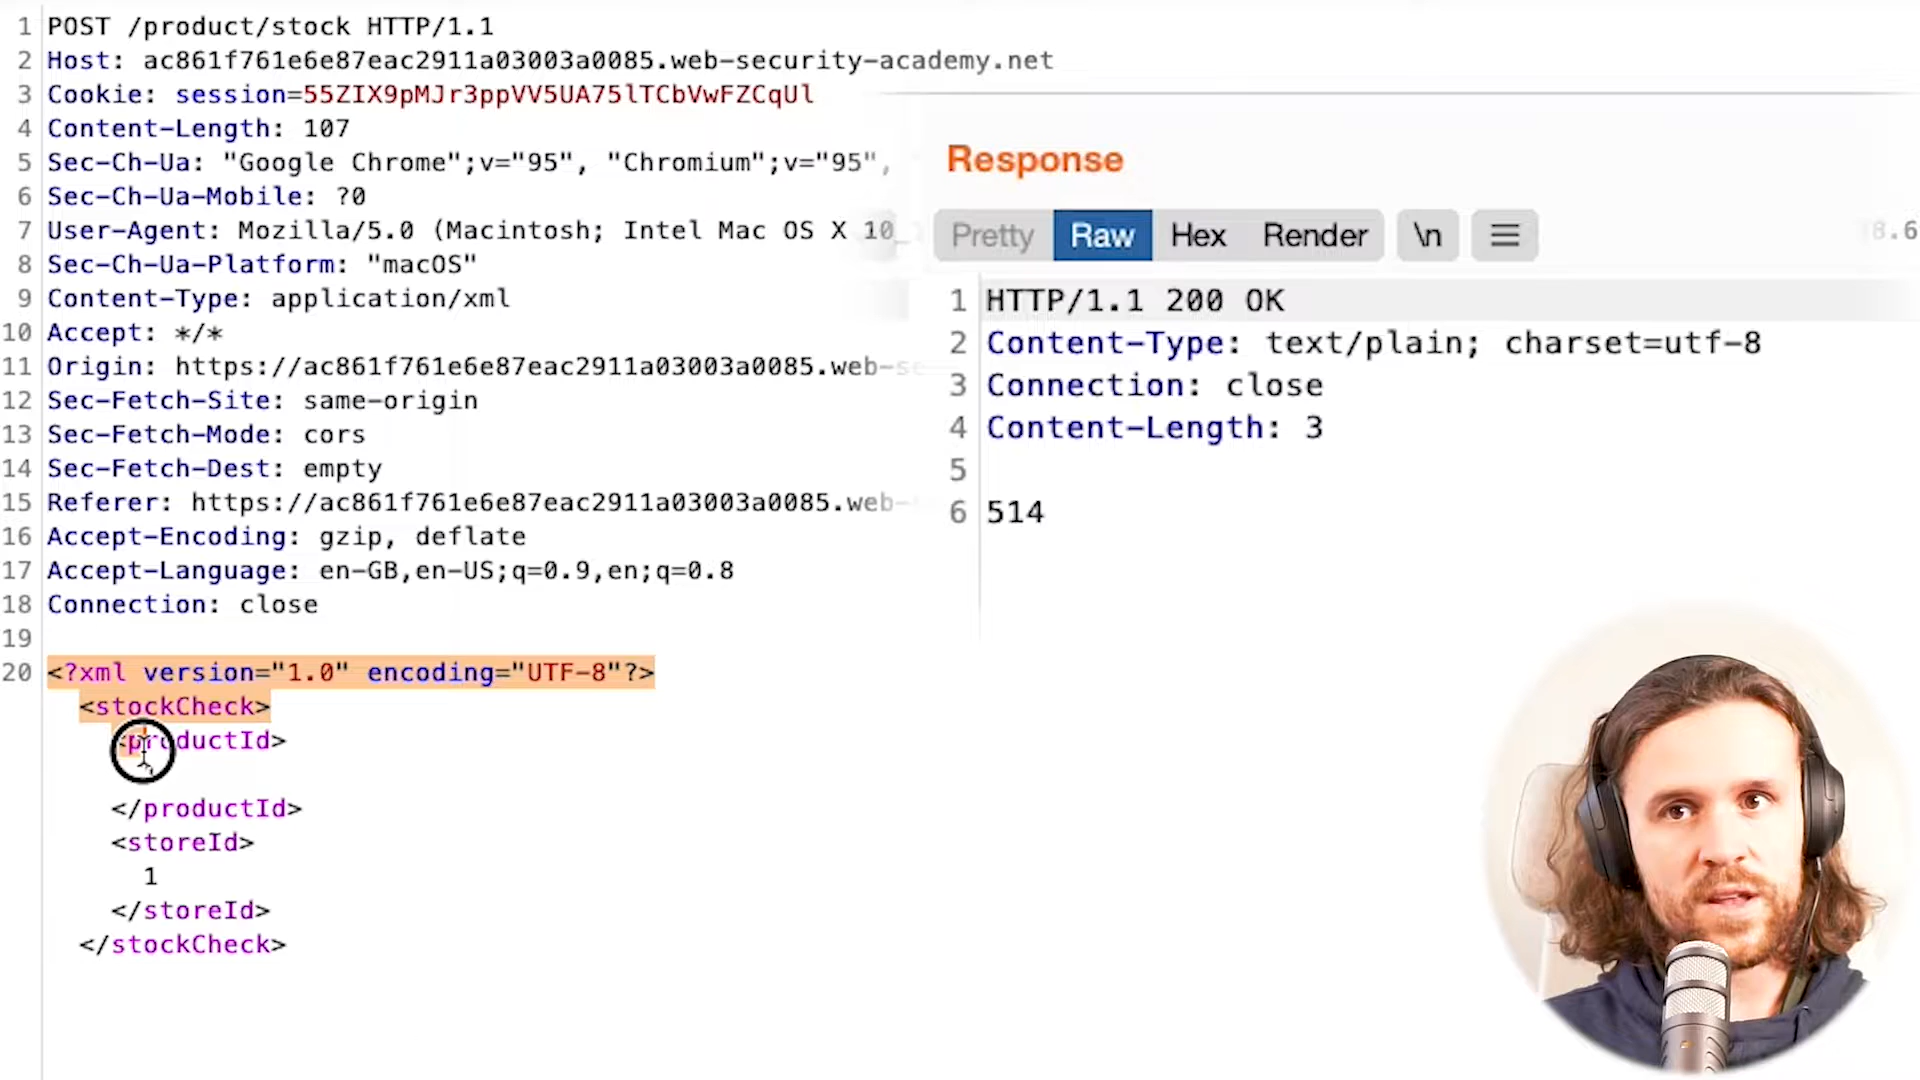 1 POST /product/stock HTTP/1.1
2 Host: ac861f761e6e87eac2911a03003a0085.web-security-academy.net
3 Cookie: session=55ZIX9pMJr3ppVV5UA75lTCbVwFZCqUl
4 Content-Length: 107
5 Sec-Ch-Ua: "Google Chrome";v="95", "Chromium";v="95",
6 Sec-Ch-Ua-Mobile: ?0
7 User-Agent: Mozilla/5.0 (Macintosh; Intel Mac OS X 10_
8 Sec-Ch-Ua-Platform: "macOS"
9 Content-Type: application/xml
10 Accept: */*
11 Origin: https://ac861f761e6e87eac2911a03003a0085.web-se
12 Sec-Fetch-Site: same-origin
13 Sec-Fetch-Mode: cors
14 Sec-Fetch-Dest: empty
15 Referer: https://ac861f761e6e87eac2911a03003a0085.web-
16 Accept-Encoding: gzip, deflate
17 Accept-Language: en-GB,en-US;q=0.9,en;q=0.8
18 Connection: close
19
20 <?xml version="1.0" encoding="UTF-8"?>
<stockCheck>
<productId>
</productId>
<storeId>
1
</storeId>
</stockCheck>
Response
Pretty Raw Hex Render \n
8.6
1 HTTP/1.1 200 OK
2 Content-Type: text/plain; charset=utf-8
3 Connection: close
4 Content-Length: 3
5
6 514